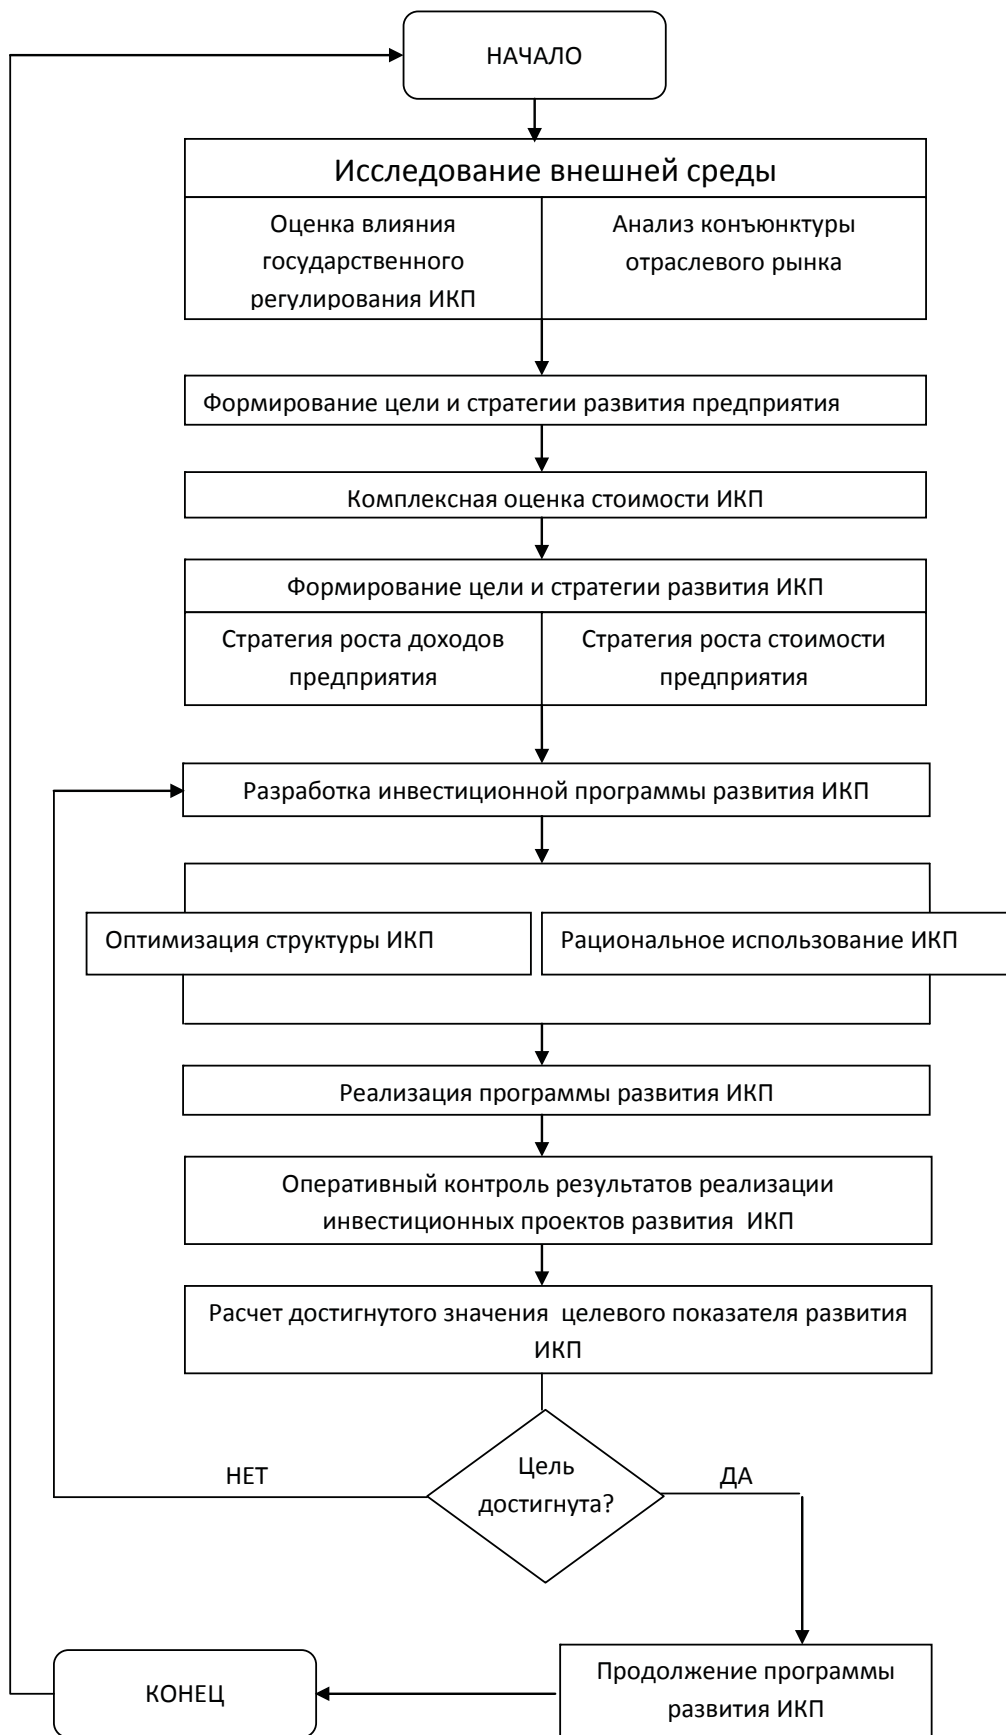 НАЧАЛО
Исследование внешней среды
Оценка влияния
государственного
регулирования ИКП
Анализ конъюнктуры
отраслевого рынка
Формирование цели и стратегии развития предприятия
Комплексная оценка стоимости ИКП
Формирование цели и стратегии развития ИКП
Стратегия роста доходов
предприятия
Стратегия роста стоимости
предприятия
Разработка инвестиционной программы развития ИКП
Оптимизация структуры ИКП
Рациональное использование ИКП
Реализация программы развития ИКП
Оперативный контроль результатов реализации
инвестиционных проектов развития ИКП
Расчет достигнутого значения целевого показателя развития
ИКП
Цель
достигнута?
НЕТ
ДА
Продолжение программы
развития ИКП
КОНЕЦ